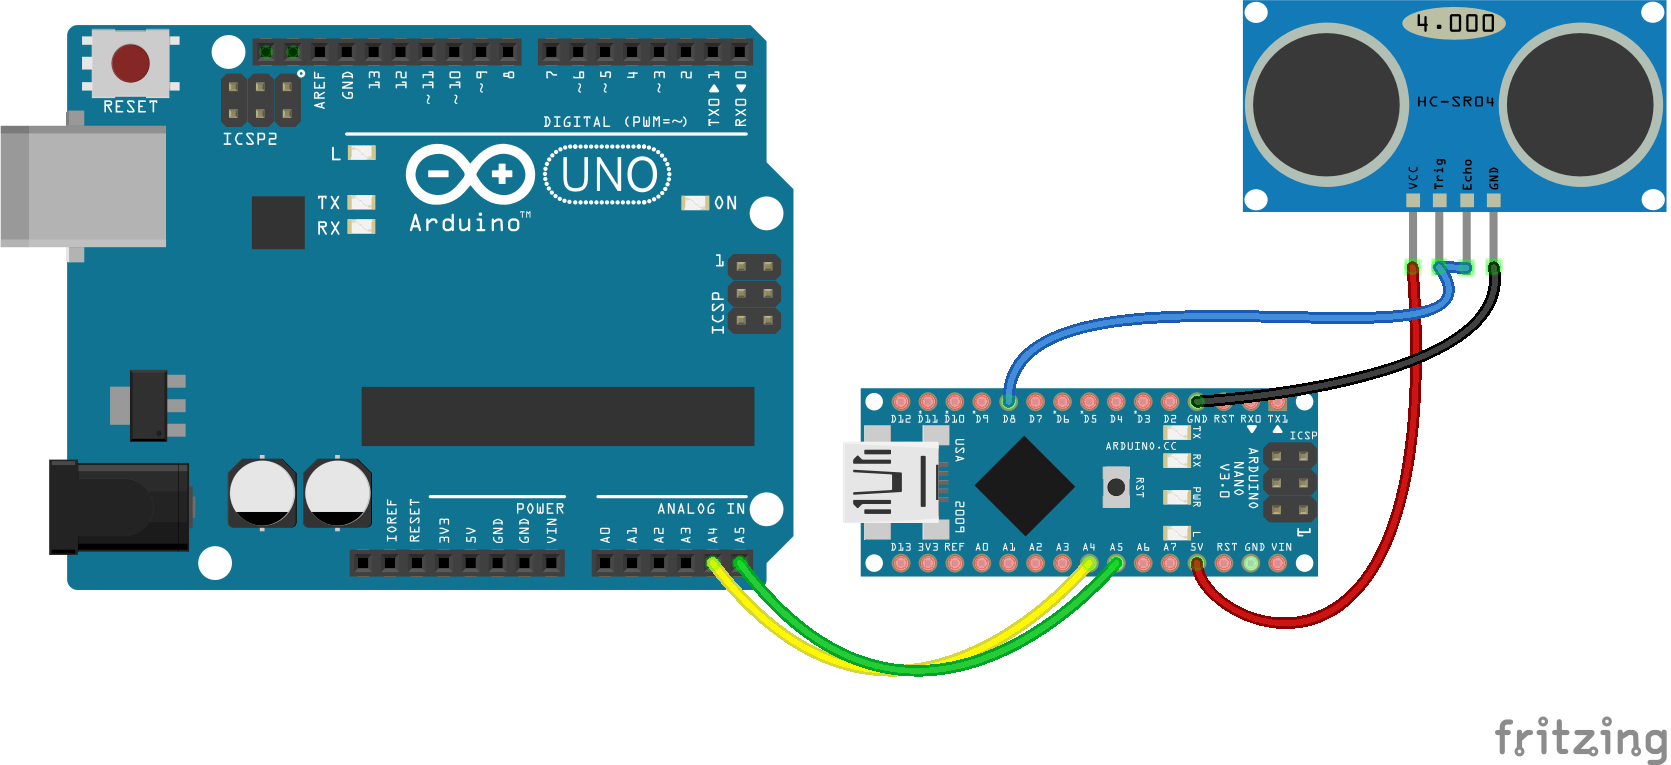 RESET
ICSP2
AREF
GND
13
12
~11
~10
~9
8
7
~6
~5
4
~3
2
TX0▶1
RX0◀0
DIGITAL (PWM=~)
L
TX
RX
UNO
Arduino™
ON
1
ICSP
IOREF
RESET
3V3
5V
GND
GND
VIN
POWER
ANALOG IN
A0
A1
A2
A3
A4
A5
4.000
HC-SR04
VCC
Trig
Echo
GND
D12 *D11 *D10 *D9 D8 D7 *D6 *D5 D4 *D3 D2 GND RST RX0 TX1
ARDUINO.CC
TX
RX
PWR
L
RST
USA
2009
ARDUINO
NANO
V3.0
ICSP
1
D13 3V3 REF A0 A1 A2 A3 A4 A5 A6 A7 5V RST GND VIN
fritzing